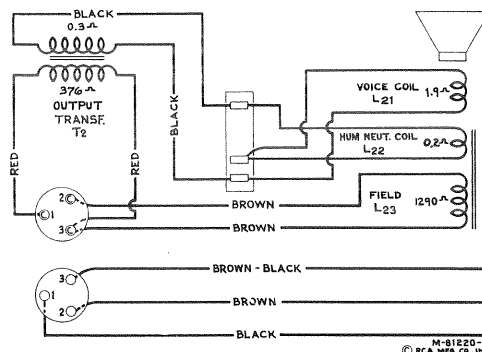 BLACK
0.3Ω
376Ω
OUTPUT
TRANSF.
T2
BLACK
RED
RED
VOICE COIL
L21
1.9Ω
HUM NEUT. COIL
L22
0.2Ω
FIELD
L23
1290Ω
BROWN
BROWN
2
1
3
BROWN-BLACK
3
1
2
BROWN
BLACK
M-81220-
© RCA MFG CO. IN